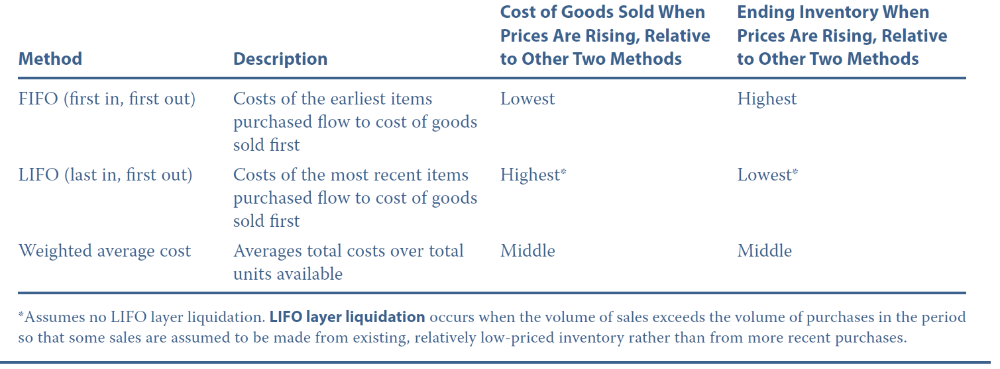 Method
Description
Cost of Goods Sold When
Prices Are Rising, Relative
to Other Two Methods
Ending Inventory When
Prices Are Rising, Relative
to Other Two Methods
FIFO (first in, first out)
Costs of the earliest items
purchased flow to cost of goods
sold first
Lowest
Highest
LIFO (last in, first out)
Costs of the most recent items
purchased flow to cost of goods
sold first
Highest*
Lowest*
Weighted average cost
Averages total costs over total
units available
Middle
Middle
*Assumes no LIFO layer liquidation. LIFO layer liquidation occurs when the volume of sales exceeds the volume of purchases in the period
so that some sales are assumed to be made from existing, relatively low-priced inventory rather than from more recent purchases.